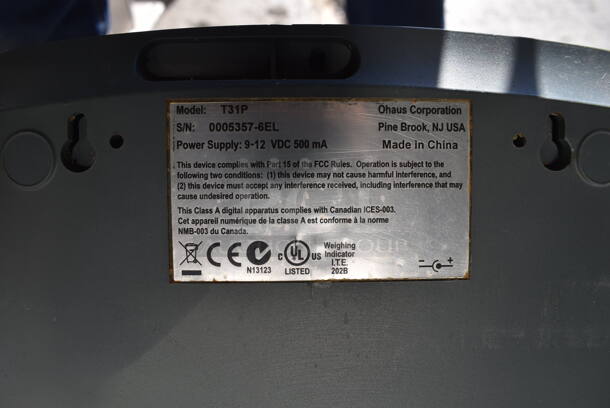 Model: T31P
Ohaus Corporation
S/N: 0005357-6EL
Pine Brook, NJ USA
Power Supply: 9-12 VDC 500 mA
Made in China
This device complies with Part 15 of the FCC Rules. Operation is subject to the
following two conditions: (1) this device may not cause harmful interference, and
(2) this device must accept any interference received, including interference that may
cause undesired operation.
This Class A digital apparatus complies with Canadian ICES-003.
Cet appareil numérique de la classe A est conforme à la norme
NMB-003 du Canada.
CE
N13123
C UL US
LISTED
Weighing
Indicator
I.T.E.
202B